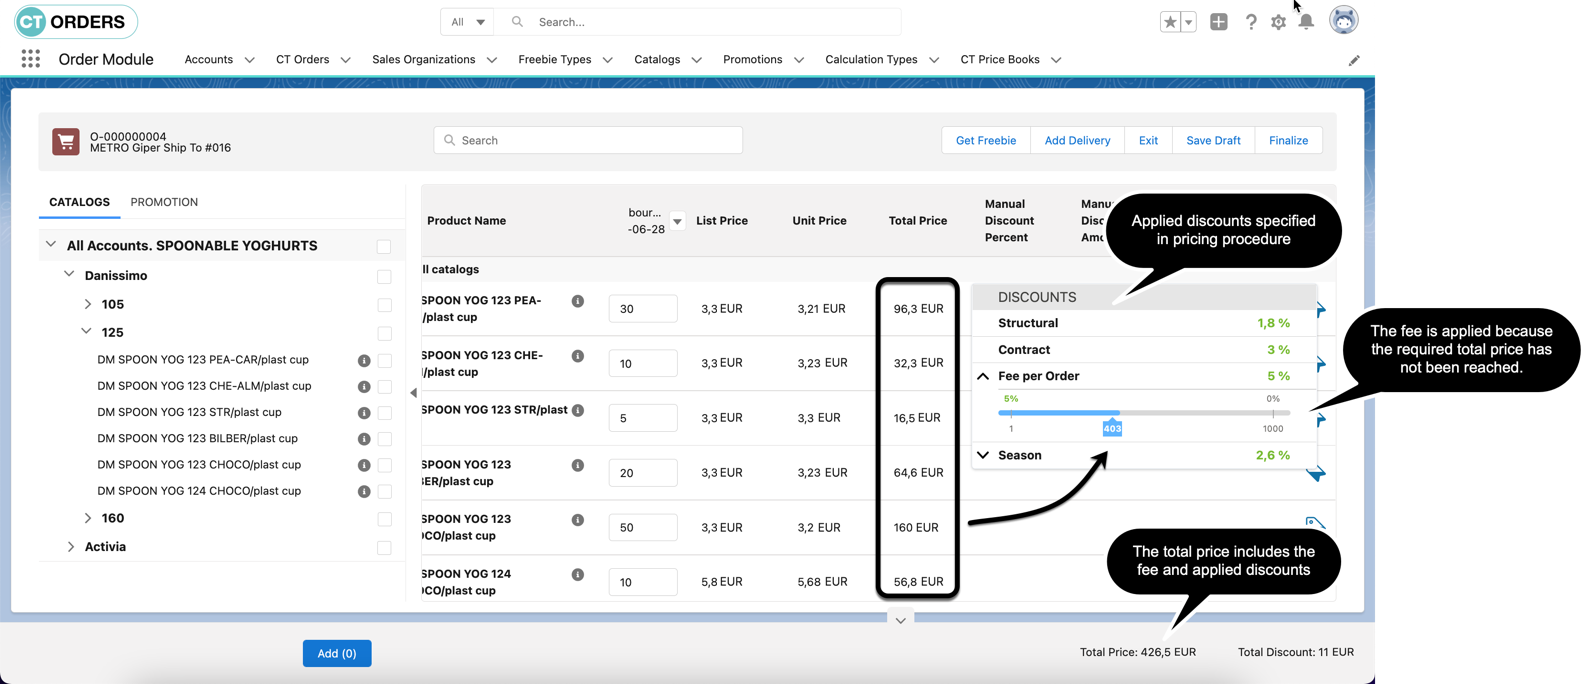 CT ORDERS
All
Search...
Order Module
Accounts
CT Orders
Sales Organizations
Freebie Types
Catalogs
Promotions
Calculation Types
CT Price Books
O-000000004
METRO Giper Ship To #016
Search
Get Freebie
Add Delivery
Exit
Save Draft
Finalize
CATALOGS
PROMOTION
All Accounts. SPOONABLE YOGHURTS
Danissimo
105
125
DM SPOON YOG 123 PEA-CAR/plast cup
DM SPOON YOG 123 CHE-ALM/plast cup
DM SPOON YOG 123 STR/plast cup
DM SPOON YOG 123 BILBER/plast cup
DM SPOON YOG 123 CHOCO/plast cup
DM SPOON YOG 124 CHOCO/plast cup
160
Activia
Product Name
bour...
-06-28
List Price
Unit Price
Total Price
Manual
Discount
Percent
Manu
Disc
Amo
ll catalogs
SPOON YOG 123 PEA-
/plast cup
30
3,3 EUR
3,21 EUR
96,3 EUR
SPOON YOG 123 CHE-
/plast cup
10
3,3 EUR
3,23 EUR
32,3 EUR
SPOON YOG 123 STR/plast
5
3,3 EUR
3,3 EUR
16,5 EUR
SPOON YOG 123
BER/plast cup
20
3,3 EUR
3,23 EUR
64,6 EUR
SPOON YOG 123
OCO/plast cup
50
3,3 EUR
3,2 EUR
160 EUR
SPOON YOG 124
OCO/plast cup
10
5,8 EUR
5,68 EUR
56,8 EUR
Applied discounts specified
in pricing procedure
DISCOUNTS
Structural
1,8 %
Contract
3 %
Fee per Order
5 %
5%
0%
1
403
1000
Season
2,6 %
The fee is applied because
the required total price has
not been reached.
The total price includes the
fee and applied discounts
Add (0)
Total Price: 426,5 EUR
Total Discount: 11 EUR